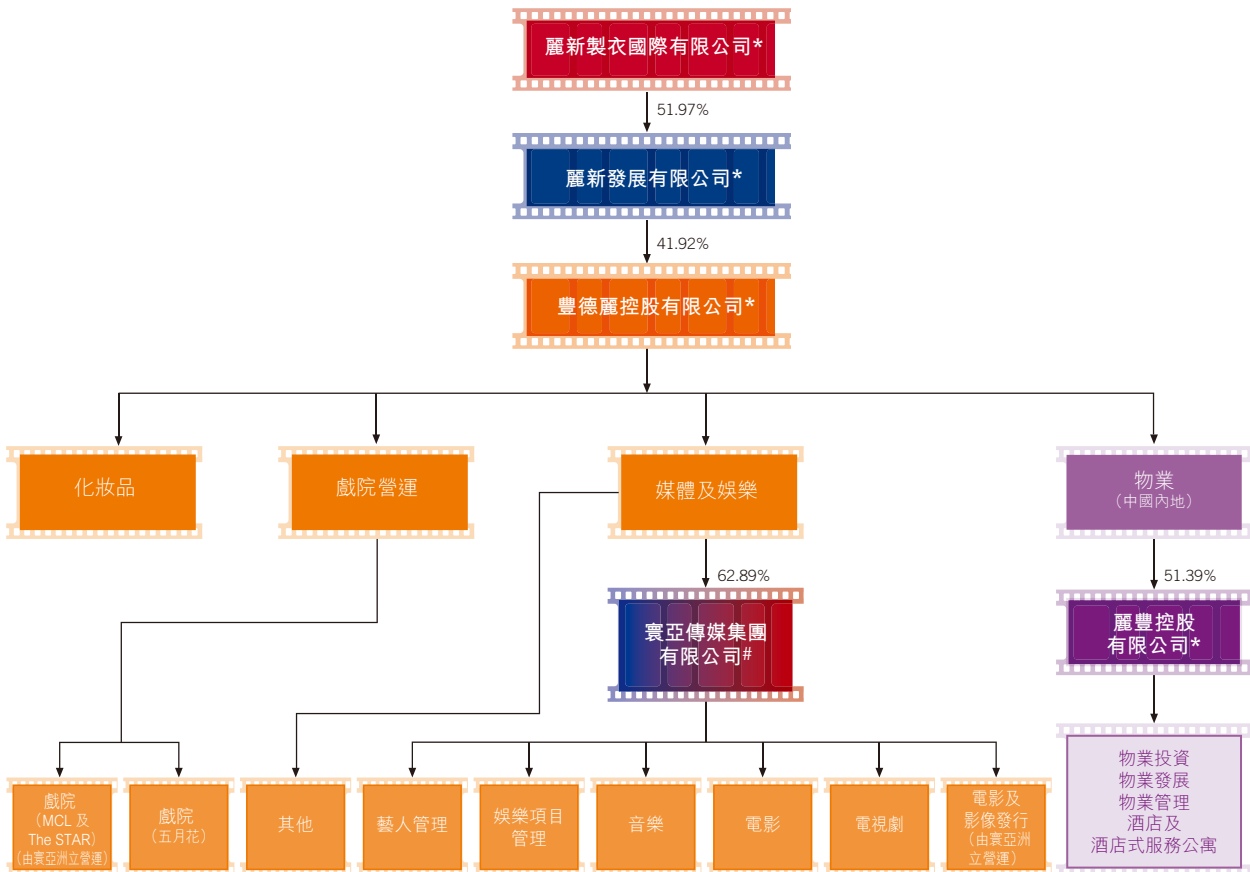 麗新製衣國際有限公司*
51.97%
麗新發展有限公司*
41.92%
豐德麗控股有限公司*
化妝品
戲院營運
媒體及娛樂
物業
（中國內地）
62.89%
51.39%
寰亞傳媒集團
有限公司#
麗豐控股
有限公司*
戲院
（MCL 及
The STAR）
（由寰亞洲立營運）
戲院
（五月花）
其他
藝人管理
娛樂項目
管理
音樂
電影
電視劇
電影及
影像發行
（由寰亞洲
立營運）
物業投資
物業發展
物業管理
酒店及
酒店式服務公寓